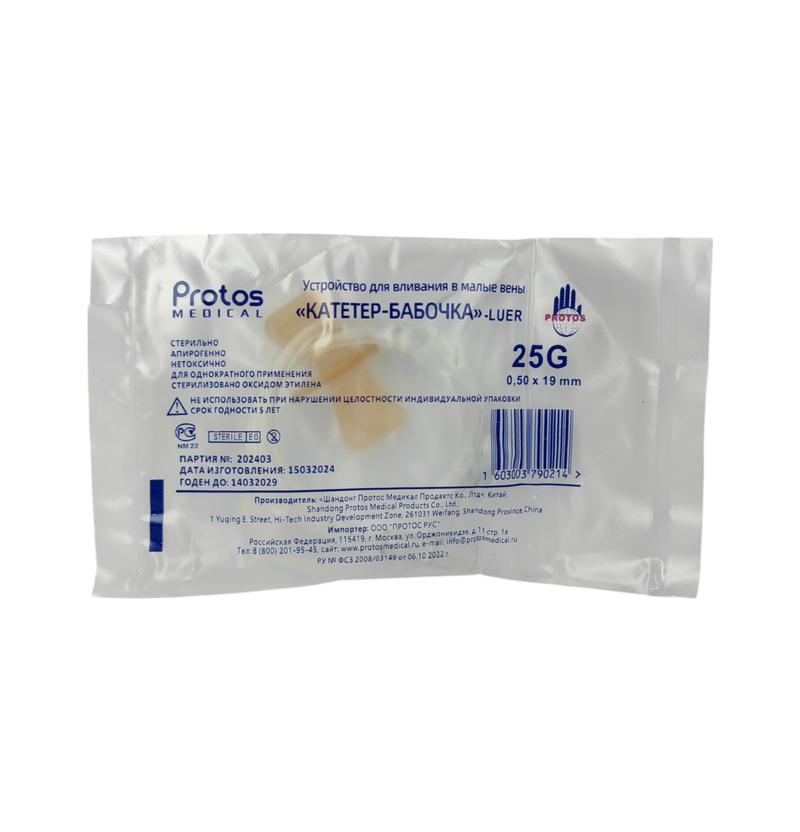 Protos
MEDICAL
Устройство для вливания в малые вены
«КАТЕТЕР-БАБОЧКА»-LUER
PROTOS
25G
0,50 x 19 mm
СТЕРИЛЬНО
АПИРОГЕННО
НЕТОКСИЧНО
ДЛЯ ОДНОКРАТНОГО ПРИМЕНЕНИЯ
СТЕРИЛИЗОВАНО ОКСИДОМ ЭТИЛЕНА
НЕ ИСПОЛЬЗОВАТЬ ПРИ НАРУШЕНИИ ЦЕЛОСТНОСТИ ИНДИВИДУАЛЬНОЙ УПАКОВКИ
СРОК ГОДНОСТИ 5 ЛЕТ
NM 22
STERILE EO
2
ПАРТИЯ №: 202403
ДАТА ИЗГОТОВЛЕНИЯ: 15032024
ГОДЕН ДО: 14032029
1 603003 790214 >
Производитель: «Шандонг Протос Медикал Продактс Ко., Лтд». Китай.
Shandong Protos Medical Products Co., Ltd.,
1 Yuqing E. Street, Hi-Tech Industry Development Zone, 261031 Weifang, Shandong Province China
Импортер: ООО "ПРОТОС РУС"
Российская Федерация, 115419, г. Москва, ул. Орджоникидзе, д.11 стр. 1а
Тел: 8 (800) 201-95-45, сайт: www.protosmedical.ru, e-mail: info@protosmedical.ru
РУ № ФСЗ 2008/03149 от 06.10.2022 г.